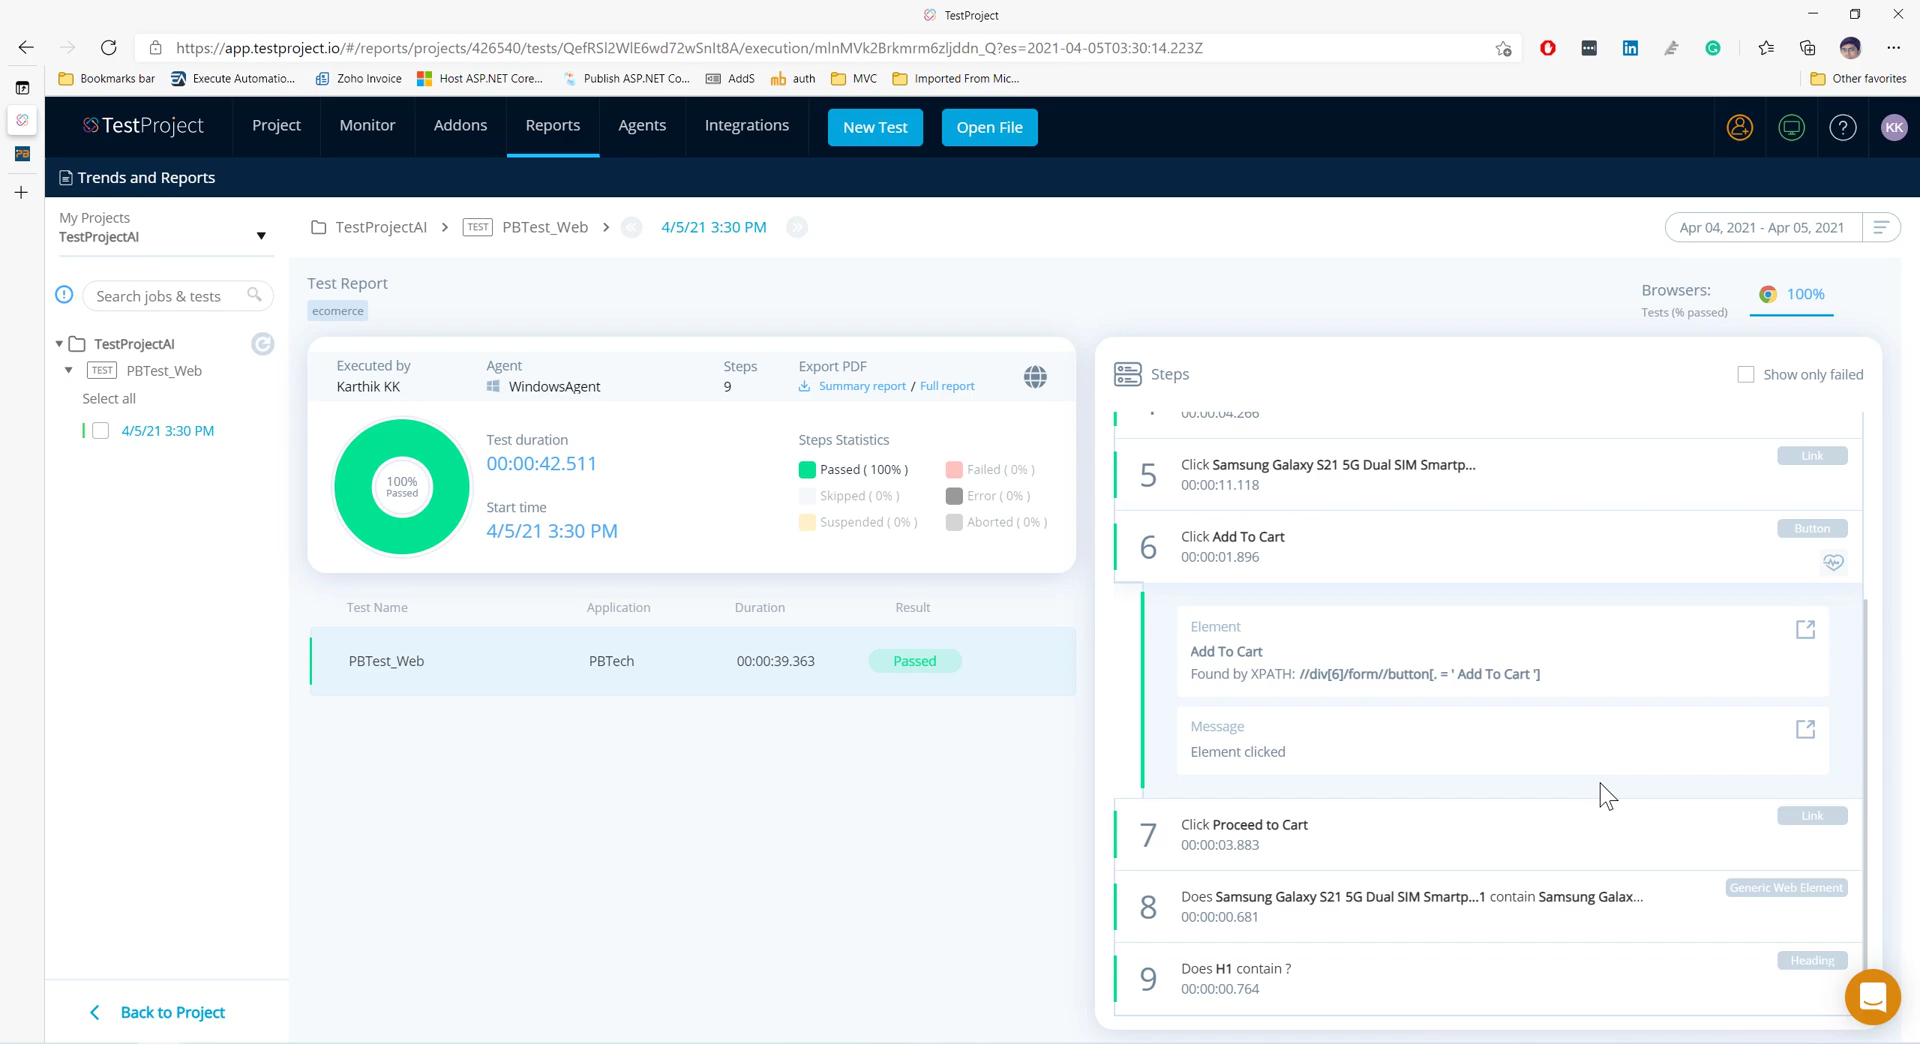 TestProject
https://app.testproject.io/#/reports/projects/426540/tests/QefRSl2WlE6wd72wSnlt8A/execution/mlnMVk2Brkmrm6zljddn_Q?es=2021-04-05T03:30:14.223Z
Bookmarks bar
Execute Automatio...
Zoho Invoice
Host ASP.NET Core...
Publish ASP.NET Co...
AddS
auth
MVC
Imported From Mic...
Other favorites
TestProject
Project
Monitor
Addons
Reports
Agents
Integrations
New Test
Open File
KK
Trends and Reports
My Projects
TestProjectAI
TestProjectAI
TEST PBTest_Web
4/5/21 3:30 PM
Apr 04, 2021 - Apr 05, 2021
Search jobs & tests
TestProjectAI
TEST PBTest_Web
Select all
4/5/21 3:30 PM
Back to Project
Test Report
ecomerce
Browsers:
Tests (% passed)
100%
Executed by
Karthik KK
Agent
WindowsAgent
Steps
9
Export PDF
Summary report / Full report
100%
Passed
Test duration
00:00:42.511
Start time
4/5/21 3:30 PM
Steps Statistics
Passed ( 100% )
Failed ( 0% )
Skipped ( 0% )
Error ( 0% )
Suspended ( 0% )
Aborted ( 0% )
Test Name
Application
Duration
Result
PBTest_Web
PBTech
00:00:39.363
Passed
Steps
Show only failed
00:00:04.266
5
Click Samsung Galaxy S21 5G Dual SIM Smartp...
00:00:11.118
Link
6
Click Add To Cart
00:00:01.896
Button
Element
Add To Cart
Found by XPATH: //div[6]/form//button[. = ' Add To Cart ']
Message
Element clicked
7
Click Proceed to Cart
00:00:03.883
Link
8
Does Samsung Galaxy S21 5G Dual SIM Smartp...1 contain Samsung Galax...
00:00:00.681
Generic Web Element
9
Does H1 contain ?
00:00:00.764
Heading